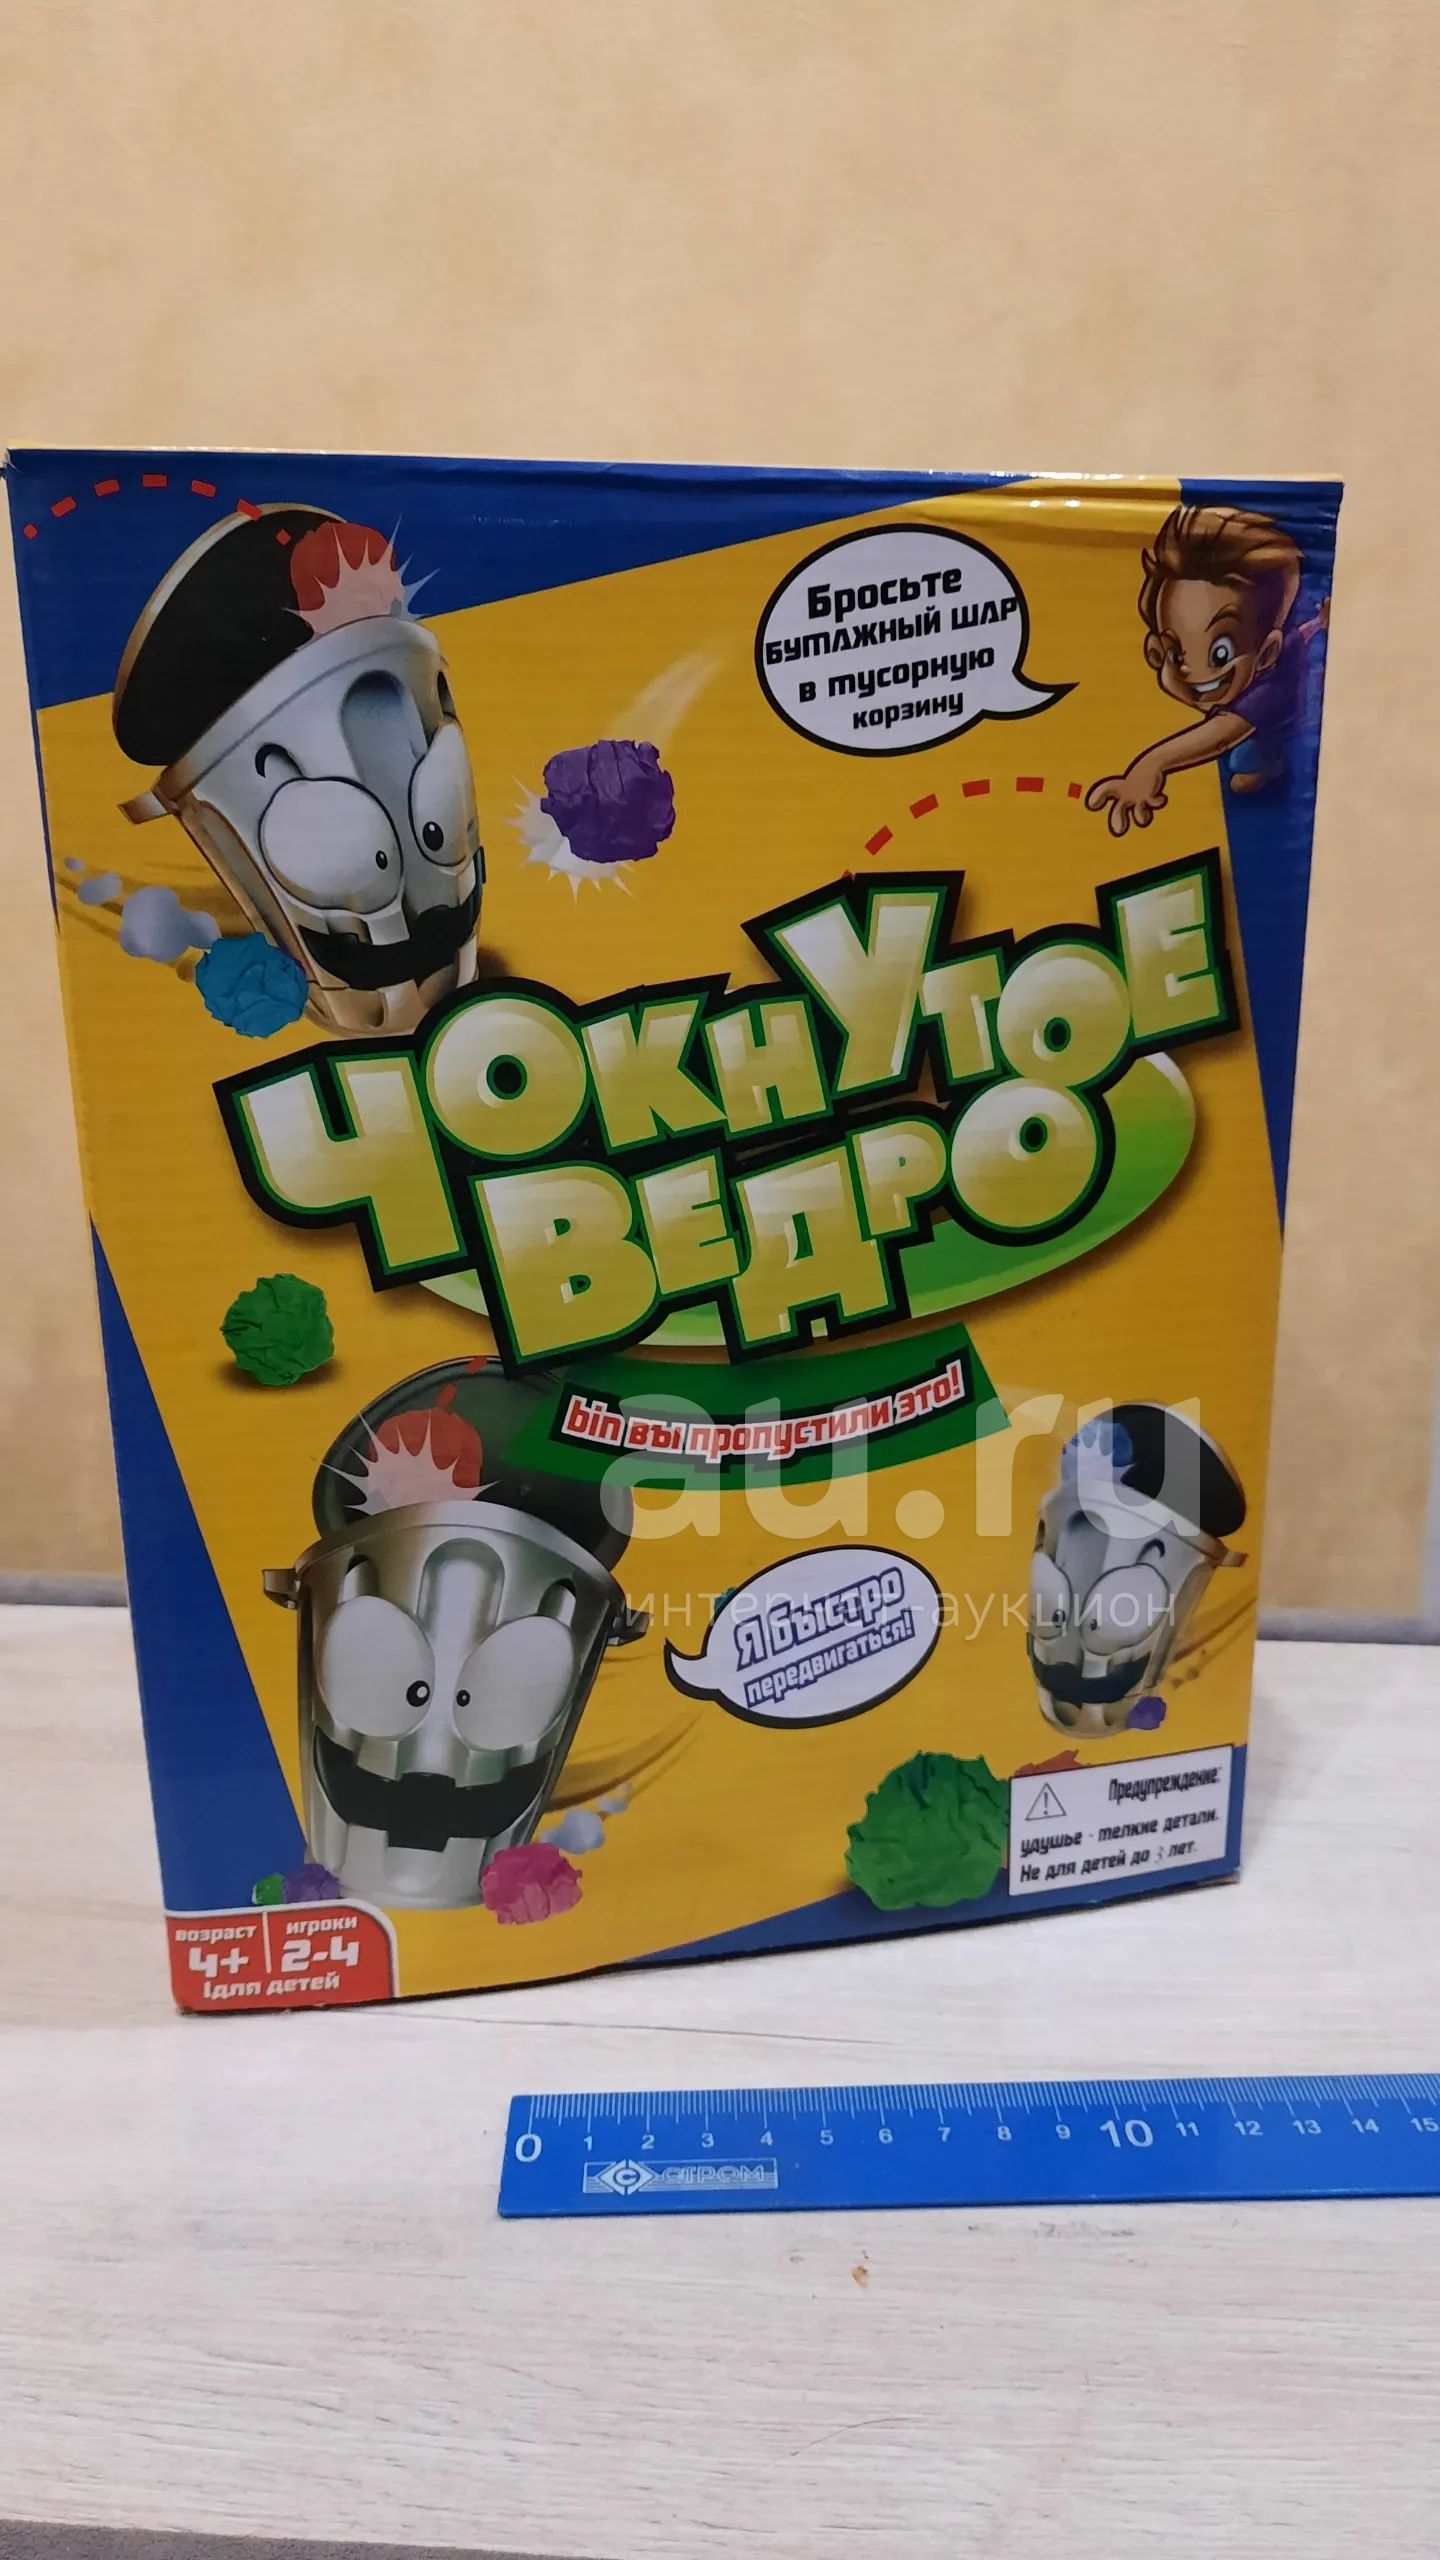 Бросьте
БУМАЖНЫЙ ШАР
в тусорную
корзину
ЧОКНУТОЕ
ВЕДРО
bin вы пропустили это!
au.ru
интернет-аукцион
Я быстро
передвигаться!
Предупреждение:
удушье - мелкие детали.
Не для детей до 3 лет.
возраст игроки
4+ 2-4
для детей
0 1 2 3 4 5 6 7 8 9 10 11 12 13 14 15
СТРОМ